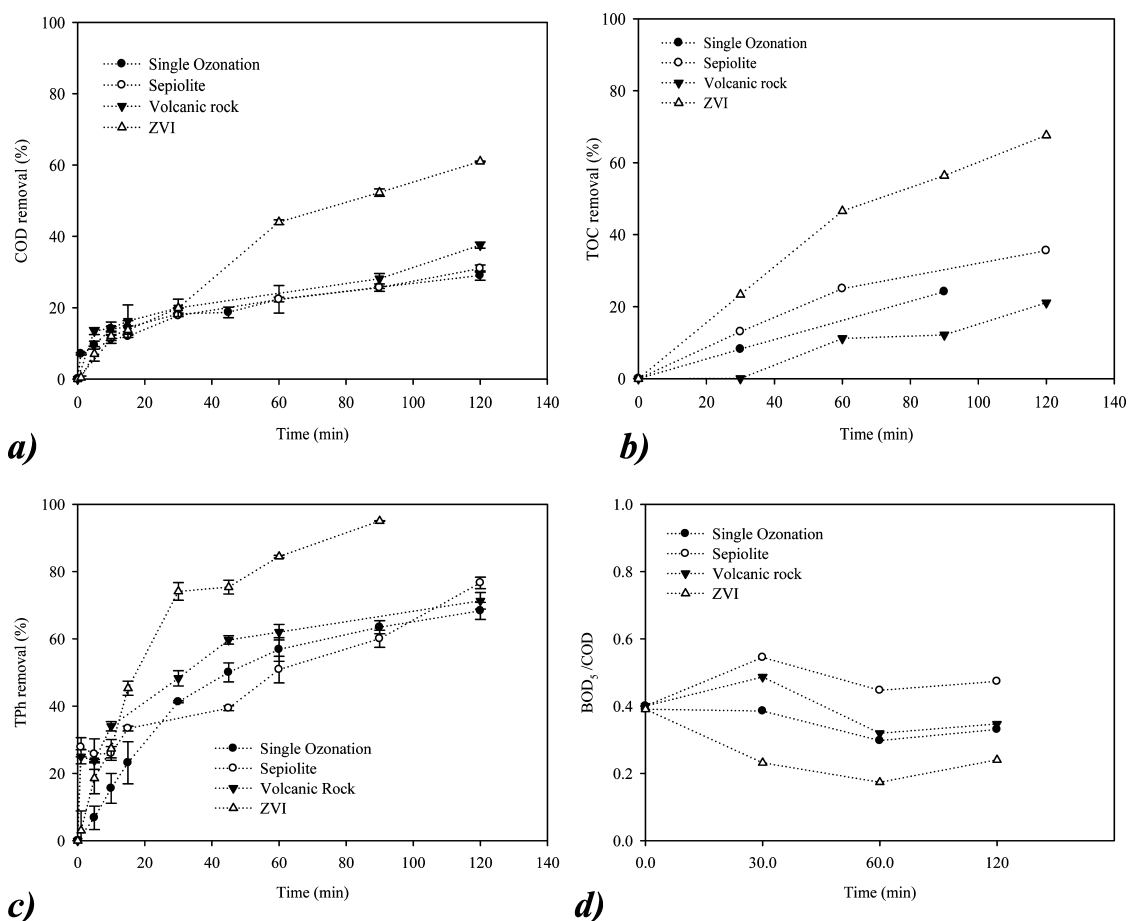 100
80
60
40
20
0
COD removal (%)
Single Ozonation
Sepiolite
Volcanic rock
ZVI
0 20 40 60 80 100 120 140
Time (min)
a)
100
80
60
40
20
0
TOC removal (%)
Single Ozonation
Sepiolite
Volcanic rock
ZVI
0 20 40 60 80 100 120 140
Time (min)
b)
100
80
60
40
20
0
TPh removal (%)
Single Ozonation
Sepiolite
Volcanic Rock
ZVI
0 20 40 60 80 100 120 140
Time (min)
c)
1.0
0.8
0.6
0.4
0.2
0.0
BOD5 /COD
Single Ozonation
Sepiolite
Volcanic rock
ZVI
0.0 30.0 60.0 120
Time (min)
d)